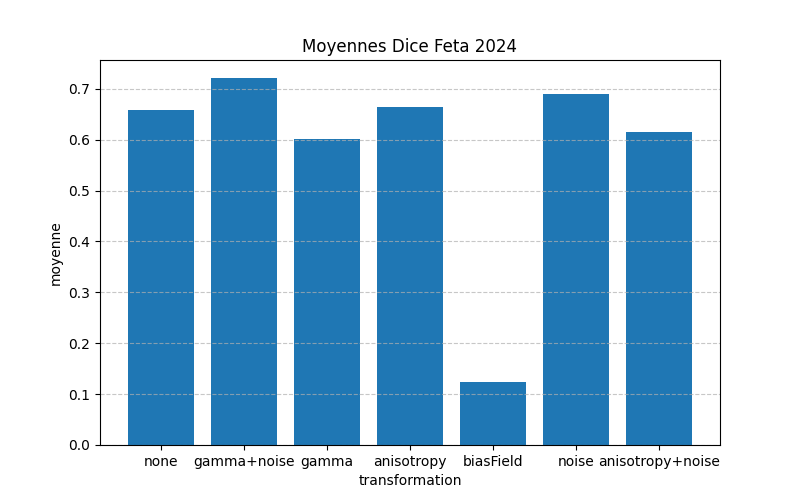 Moyennes Dice Feta 2024
moyenne
0.7
0.6
0.5
0.4
0.3
0.2
0.1
0.0
none gamma+noise gamma anisotropy biasField noise anisotropy+noise
transformation